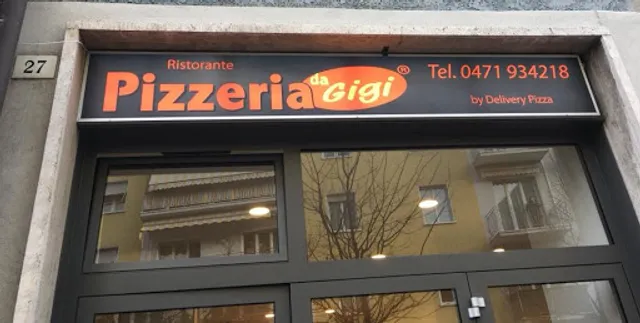 27
Ristorante
Pizzeria da Gigi ®
Tel. 0471 934218
by Delivery Pizza